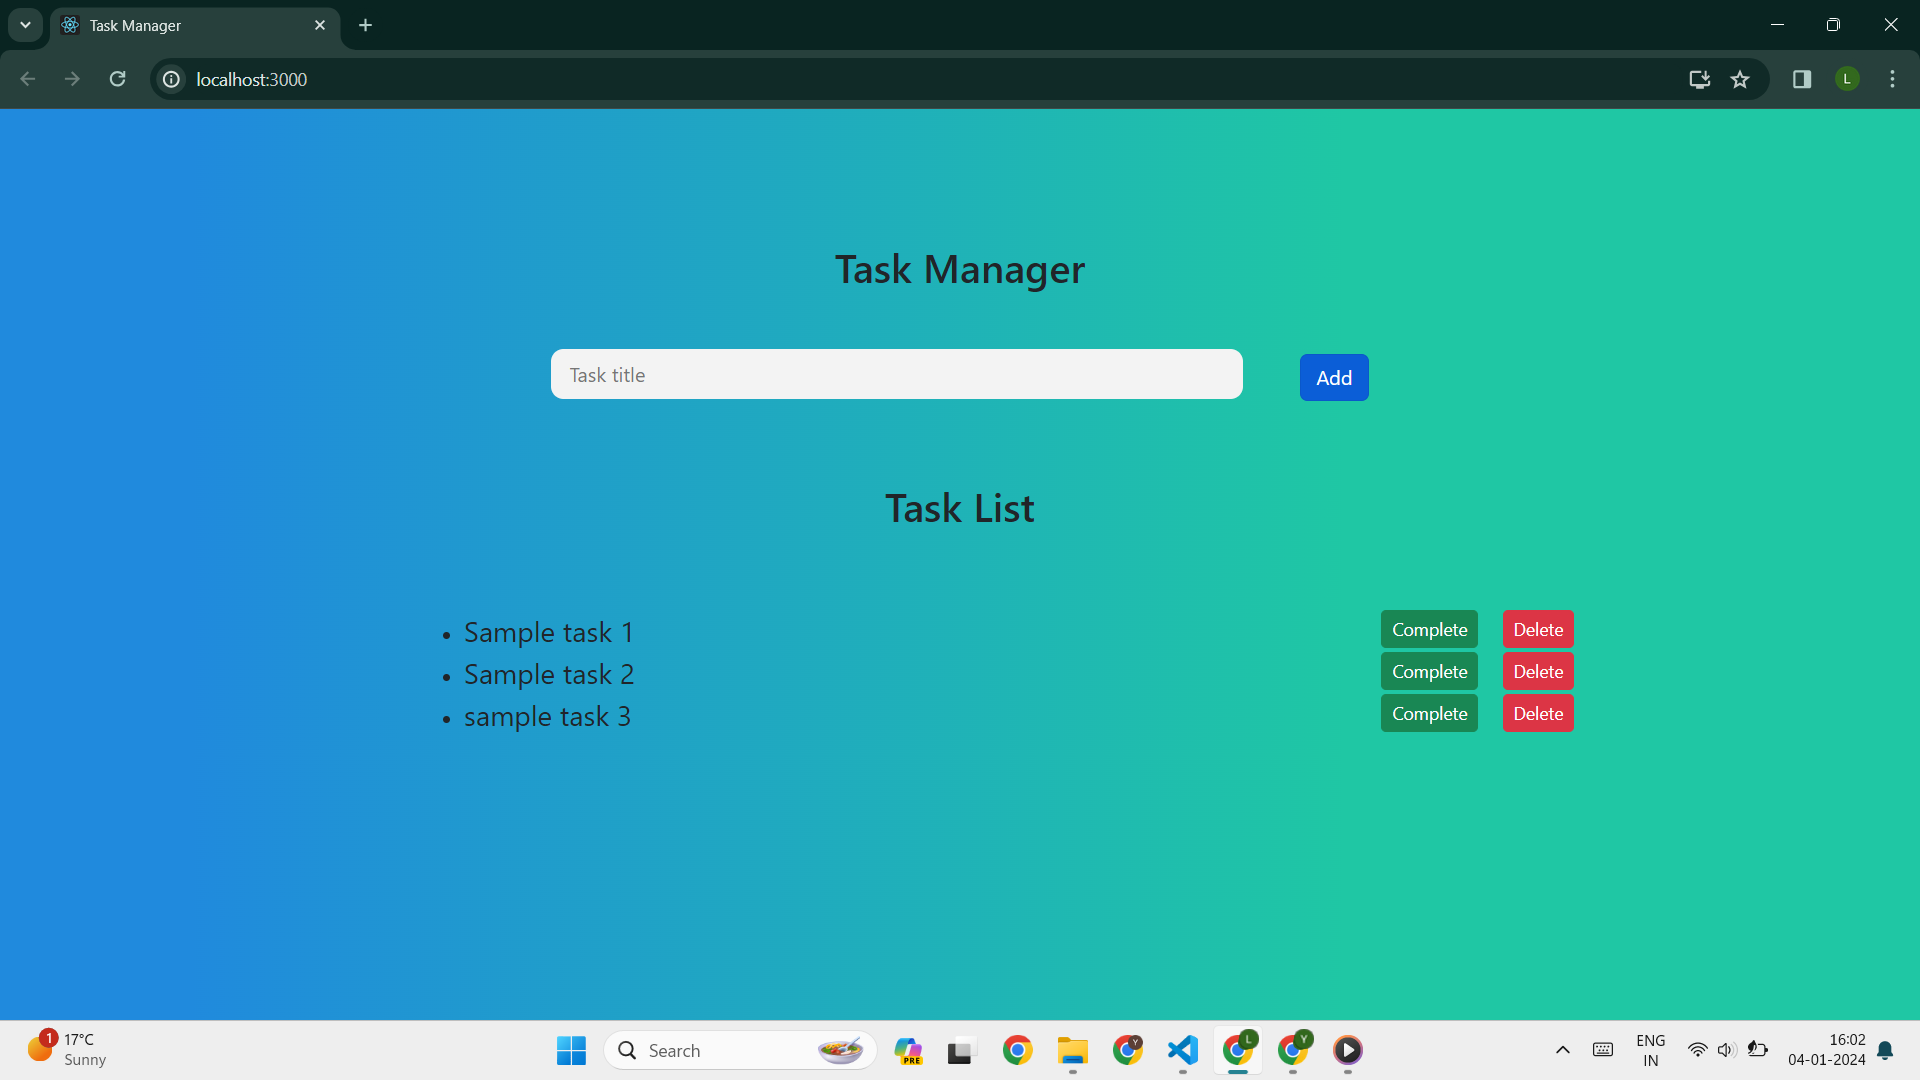 Task Manager
localhost:3000
L
Task Manager
Task title
Add
Task List
Sample task 1 Complete Delete
Sample task 2 Complete Delete
sample task 3 Complete Delete
1
17°C
Sunny
Search
PRE
Y
L
Y
ENG
IN
16:02
04-01-2024